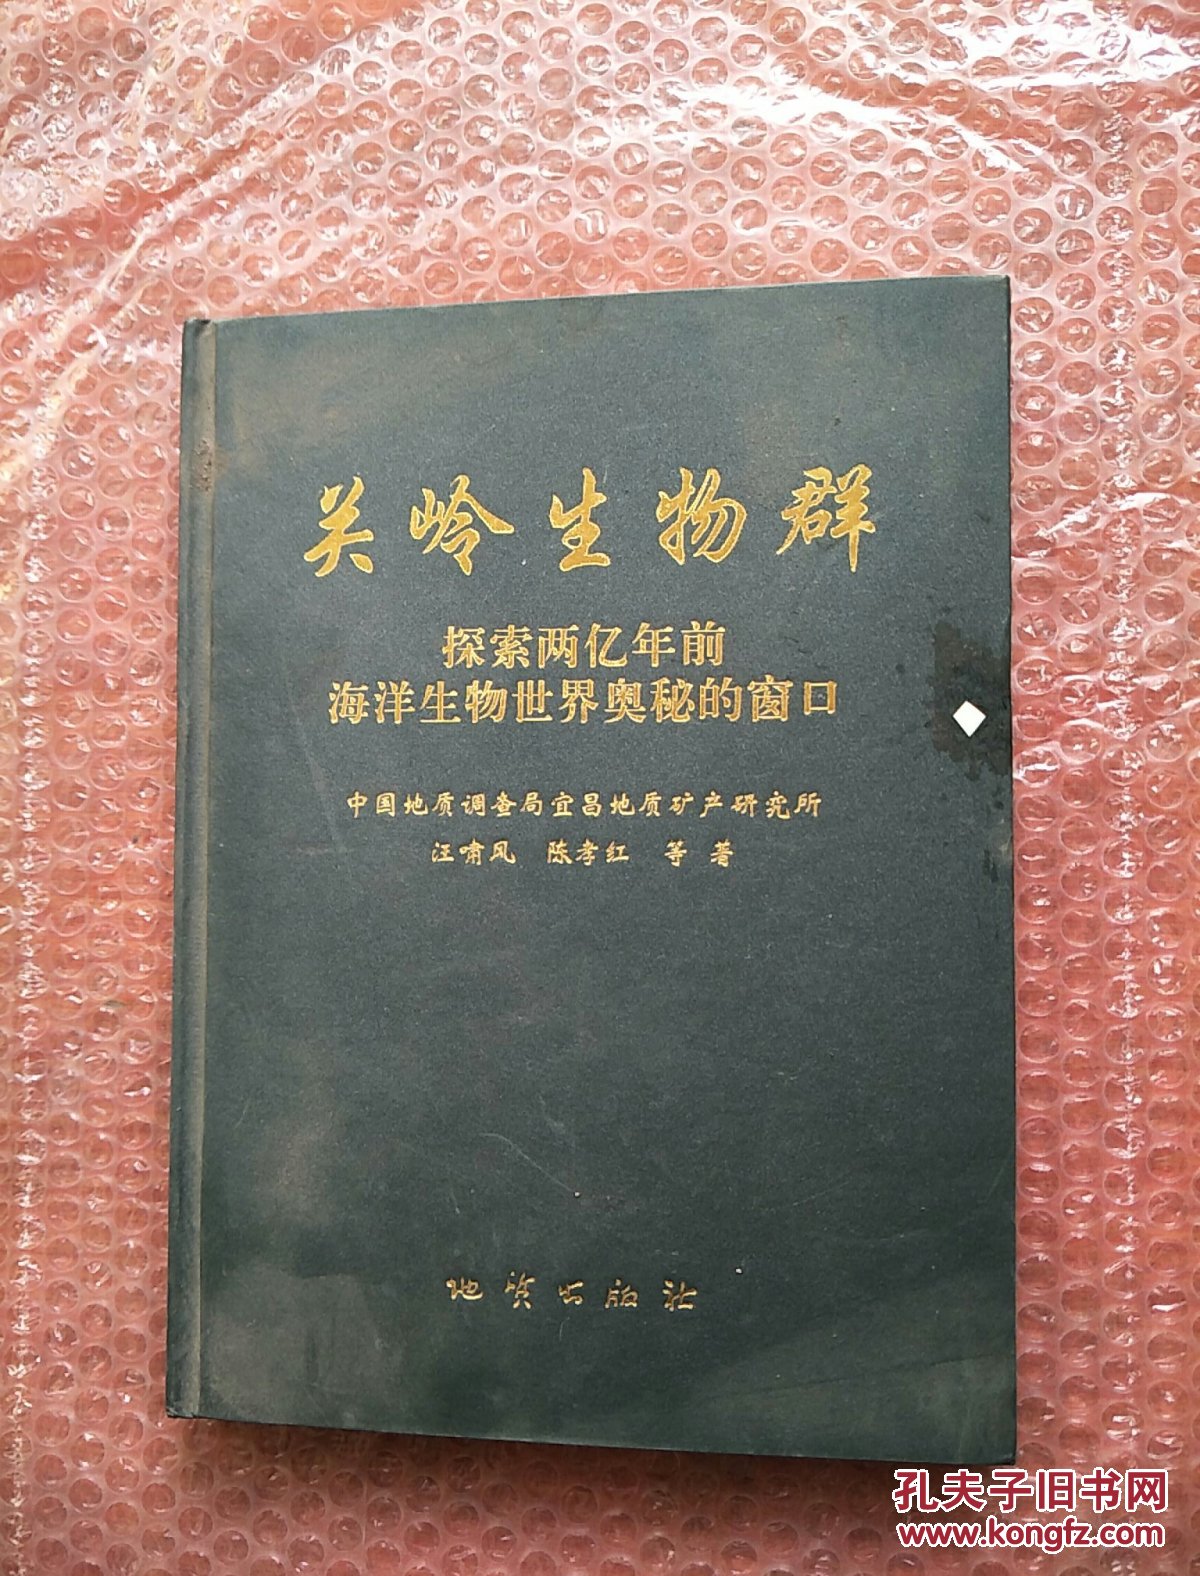 关岭生物群
探索两亿年前
海洋生物世界奥秘的窗口
中国地质调查局宜昌地质矿产研究所
汪啸风 陈孝红 等 著
地质出版社
孔夫子旧书网
www.kongfz.com